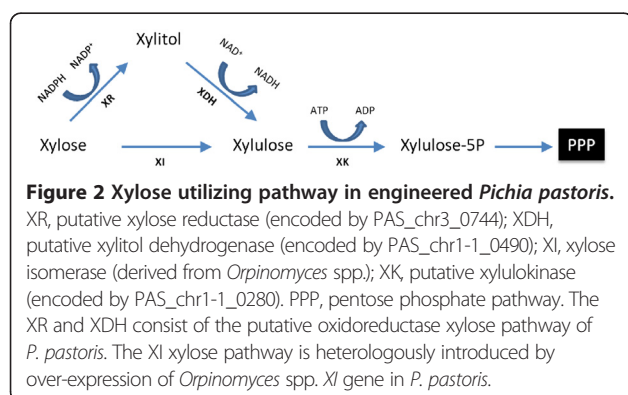 Xylitol
NADPH
NADP⁺
XR
NAD⁺
NADH
XDH
ATP
ADP
Xylose
XI
Xylulose
XK
Xylulose-5P
PPP
Figure 2 Xylose utilizing pathway in engineered Pichia pastoris.
XR, putative xylose reductase (encoded by PAS_chr3_0744); XDH,
putative xylitol dehydrogenase (encoded by PAS_chr1-1_0490); XI, xylose
isomerase (derived from Orpinomyces spp.); XK, putative xylulokinase
(encoded by PAS_chr1-1_0280). PPP, pentose phosphate pathway. The
XR and XDH consist of the putative oxidoreductase xylose pathway of
P. pastoris. The XI xylose pathway is heterologously introduced by
over-expression of Orpinomyces spp. XI gene in P. pastoris.